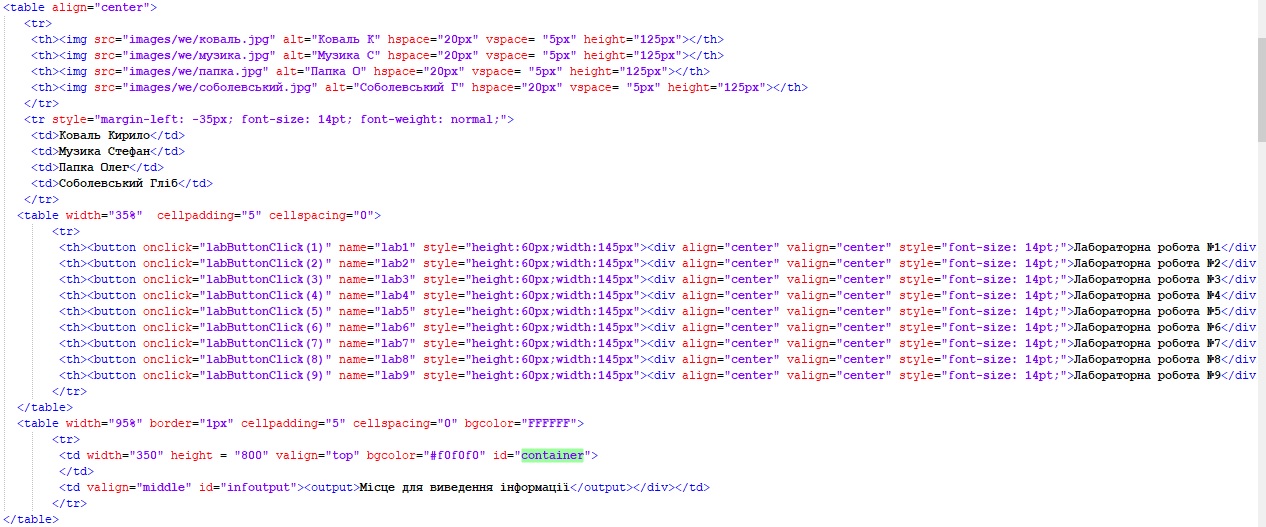 <table align="center">
<tr>
<th><img src="images/we/коваль.jpg" alt="Коваль К" hspace="20px" vspace= "5px" height="125px"></th>
<th><img src="images/we/музика.jpg" alt="Музика С" hspace="20px" vspace= "5px" height="125px"></th>
<th><img src="images/we/папка.jpg" alt="Папка О" hspace="20px" vspace= "5px" height="125px"></th>
<th><img src="images/we/соболевський.jpg" alt="Соболевський Г" hspace="20px" vspace= "5px" height="125px"></th>
</tr>
<tr style="margin-left: -35px; font-size: 14pt; font-weight: normal;">
<td>Коваль Кирило</td>
<td>Музика Стефан</td>
<td>Папка Олег</td>
<td>Соболевський Гліб</td>
</tr>
<table width="35%"  cellpadding="5" cellspacing="0">
<tr>
<th><button onclick="labButtonClick(1)" name="lab1" style="height:60px;width:145px"><div align="center" valign="center" style="font-size: 14pt;">Лабораторна робота №1</div
<th><button onclick="labButtonClick(2)" name="lab2" style="height:60px;width:145px"><div align="center" valign="center" style="font-size: 14pt;">Лабораторна робота №2</div
<th><button onclick="labButtonClick(3)" name="lab3" style="height:60px;width:145px"><div align="center" valign="center" style="font-size: 14pt;">Лабораторна робота №3</div
<th><button onclick="labButtonClick(4)" name="lab4" style="height:60px;width:145px"><div align="center" valign="center" style="font-size: 14pt;">Лабораторна робота №4</div
<th><button onclick="labButtonClick(5)" name="lab5" style="height:60px;width:145px"><div align="center" valign="center" style="font-size: 14pt;">Лабораторна робота №5</div
<th><button onclick="labButtonClick(6)" name="lab6" style="height:60px;width:145px"><div align="center" valign="center" style="font-size: 14pt;">Лабораторна робота №6</div
<th><button onclick="labButtonClick(7)" name="lab7" style="height:60px;width:145px"><div align="center" valign="center" style="font-size: 14pt;">Лабораторна робота №7</div
<th><button onclick="labButtonClick(8)" name="lab8" style="height:60px;width:145px"><div align="center" valign="center" style="font-size: 14pt;">Лабораторна робота №8</div
<th><button onclick="labButtonClick(9)" name="lab9" style="height:60px;width:145px"><div align="center" valign="center" style="font-size: 14pt;">Лабораторна робота №9</div
</tr>
</table>
<table width="95%" border="1px" cellpadding="5" cellspacing="0" bgcolor="FFFFFF">
<tr>
<td width="350" height = "800" valign="top" bgcolor="#f0f0f0" id="container">
</td>
<td valign="middle" id="infoutput"><output>Місце для виведення інформації</output></div></td>
</tr>
</table>